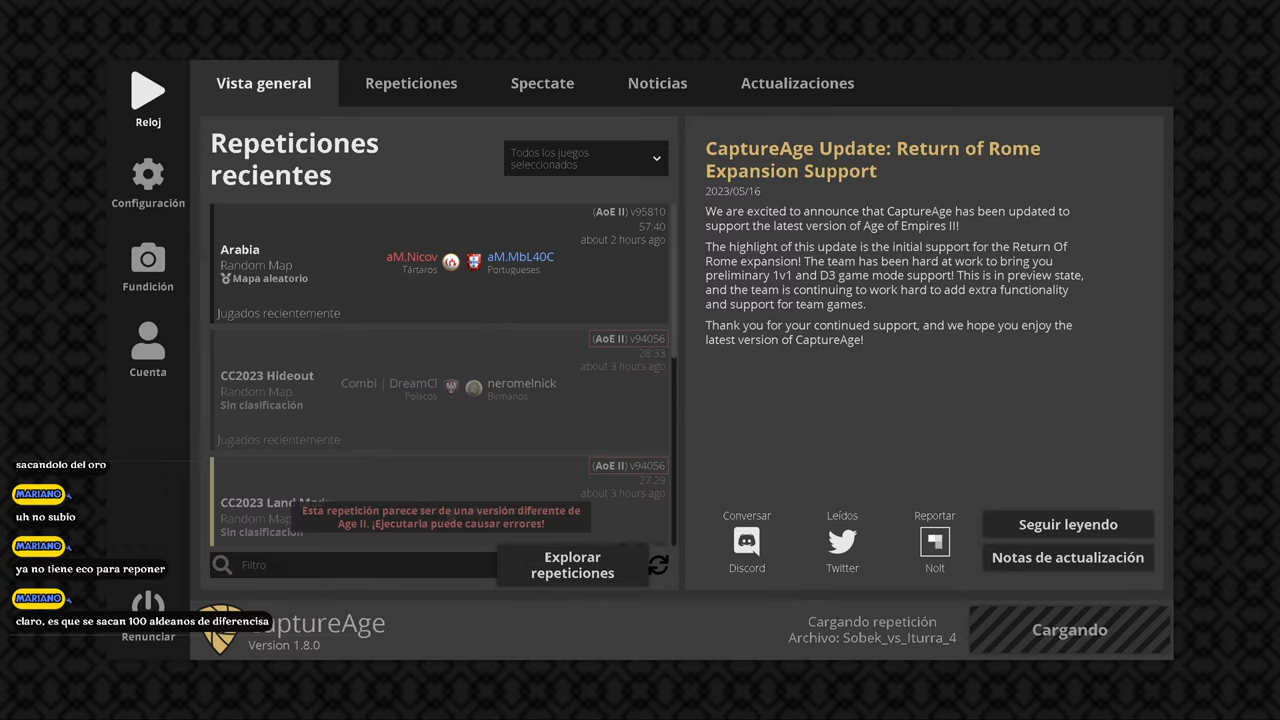 Vista general
Repeticiones
Spectate
Noticias
Actualizaciones
Reloj
Configuración
Fundición
Cuenta
Renunciar
Repeticiones
recientes
Todos los juegos
seleccionados
(AoE II) v95810
57:40
about 2 hours ago
Arabia
Random Map
Mapa aleatorio
aM.Nicov
Tártaros
aM.MbL40C
Portugueses
Jugados recientemente
(AoE II) v94056
28:33
about 3 hours ago
CC2023 Hideout
Random Map
Sin clasificación
Combi | DreamCl
Polacos
neromelnick
Birmanos
Jugados recientemente
(AoE II) v94056
27:29
about 3 hours ago
CC2023 Land
Random
Sin clasificación
Esta repetición parece ser de una versión diferente de
Age II. ¡Ejecutarla puede causar errores!
Filtro
Explorar
repeticiones
CaptureAge Update: Return of Rome
Expansion Support
2023/05/16
We are excited to announce that CaptureAge has been updated to
support the latest version of Age of Empires II!
The highlight of this update is the initial support for the Return Of
Rome expansion! The team has been hard at work to bring you
preliminary 1v1 and D3 game mode support! This is in preview state,
and the team is continuing to work hard to add extra functionality
and support for team games.
Thank you for your continued support, and we hope you enjoy the
latest version of CaptureAge!
Conversar
Discord
Leídos
Twitter
Reportar
Nolt
Seguir leyendo
Notas de actualización
sacandolo del oro
MARIANO
uh no subio
MARIANO
ya no tiene eco para reponer
MARIANO
claro, es que se sacan 100 aldeanos de diferencisa
aptureAge
Version 1.8.0
Cargando repetición
Archivo: Sobek_vs_Iturra_4
Cargando